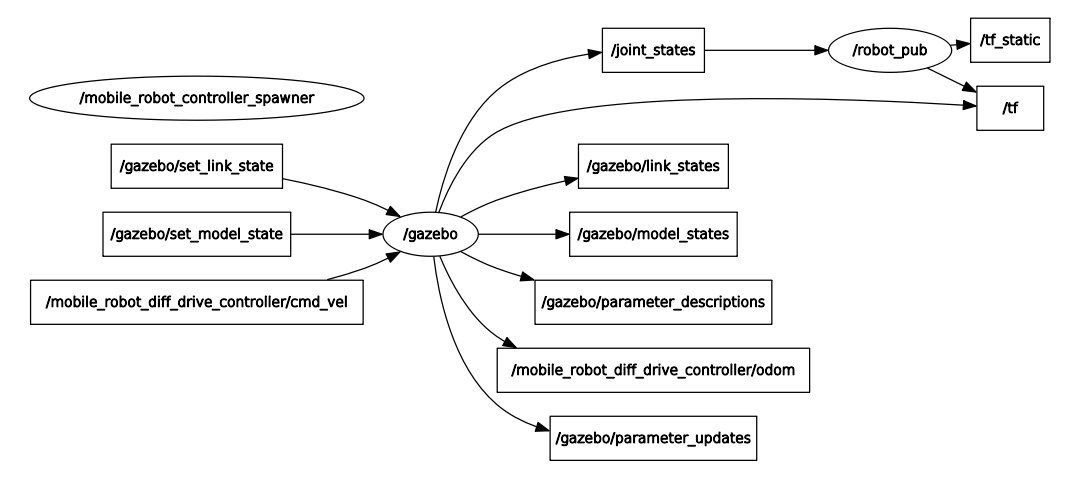 /joint_states
/robot_pub
/tf_static
/mobile_robot_controller_spawner
/tf
/gazebo/set_link_state
/gazebo/link_states
/gazebo/set_model_state
/gazebo
/gazebo/model_states
/mobile_robot_diff_drive_controller/cmd_vel
/gazebo/parameter_descriptions
/mobile_robot_diff_drive_controller/odom
/gazebo/parameter_updates